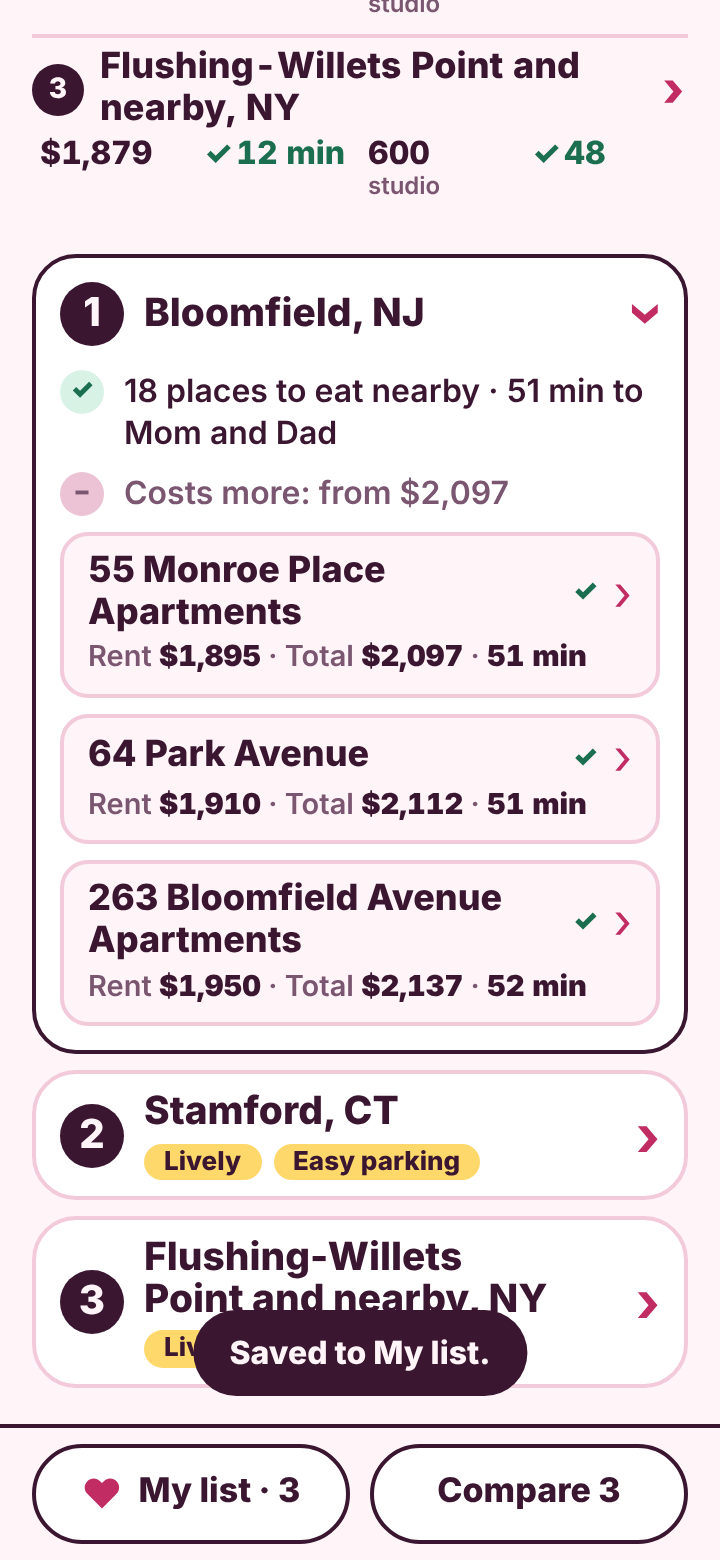 studio
3
Flushing-Willets Point and
nearby, NY
$1,879
12 min
600
48
studio
1 Bloomfield, NJ
18 places to eat nearby · 51 min to
Mom and Dad
Costs more: from $2,097
55 Monroe Place
Apartments
Rent $1,895 · Total $2,097 · 51 min
64 Park Avenue
Rent $1,910 · Total $2,112 · 51 min
263 Bloomfield Avenue
Apartments
Rent $1,950 · Total $2,137 · 52 min
2
Stamford, CT
Lively
Easy parking
3
Flushing-Willets
Point and nearby, NY
Saved to My list.
My list · 3
Compare 3